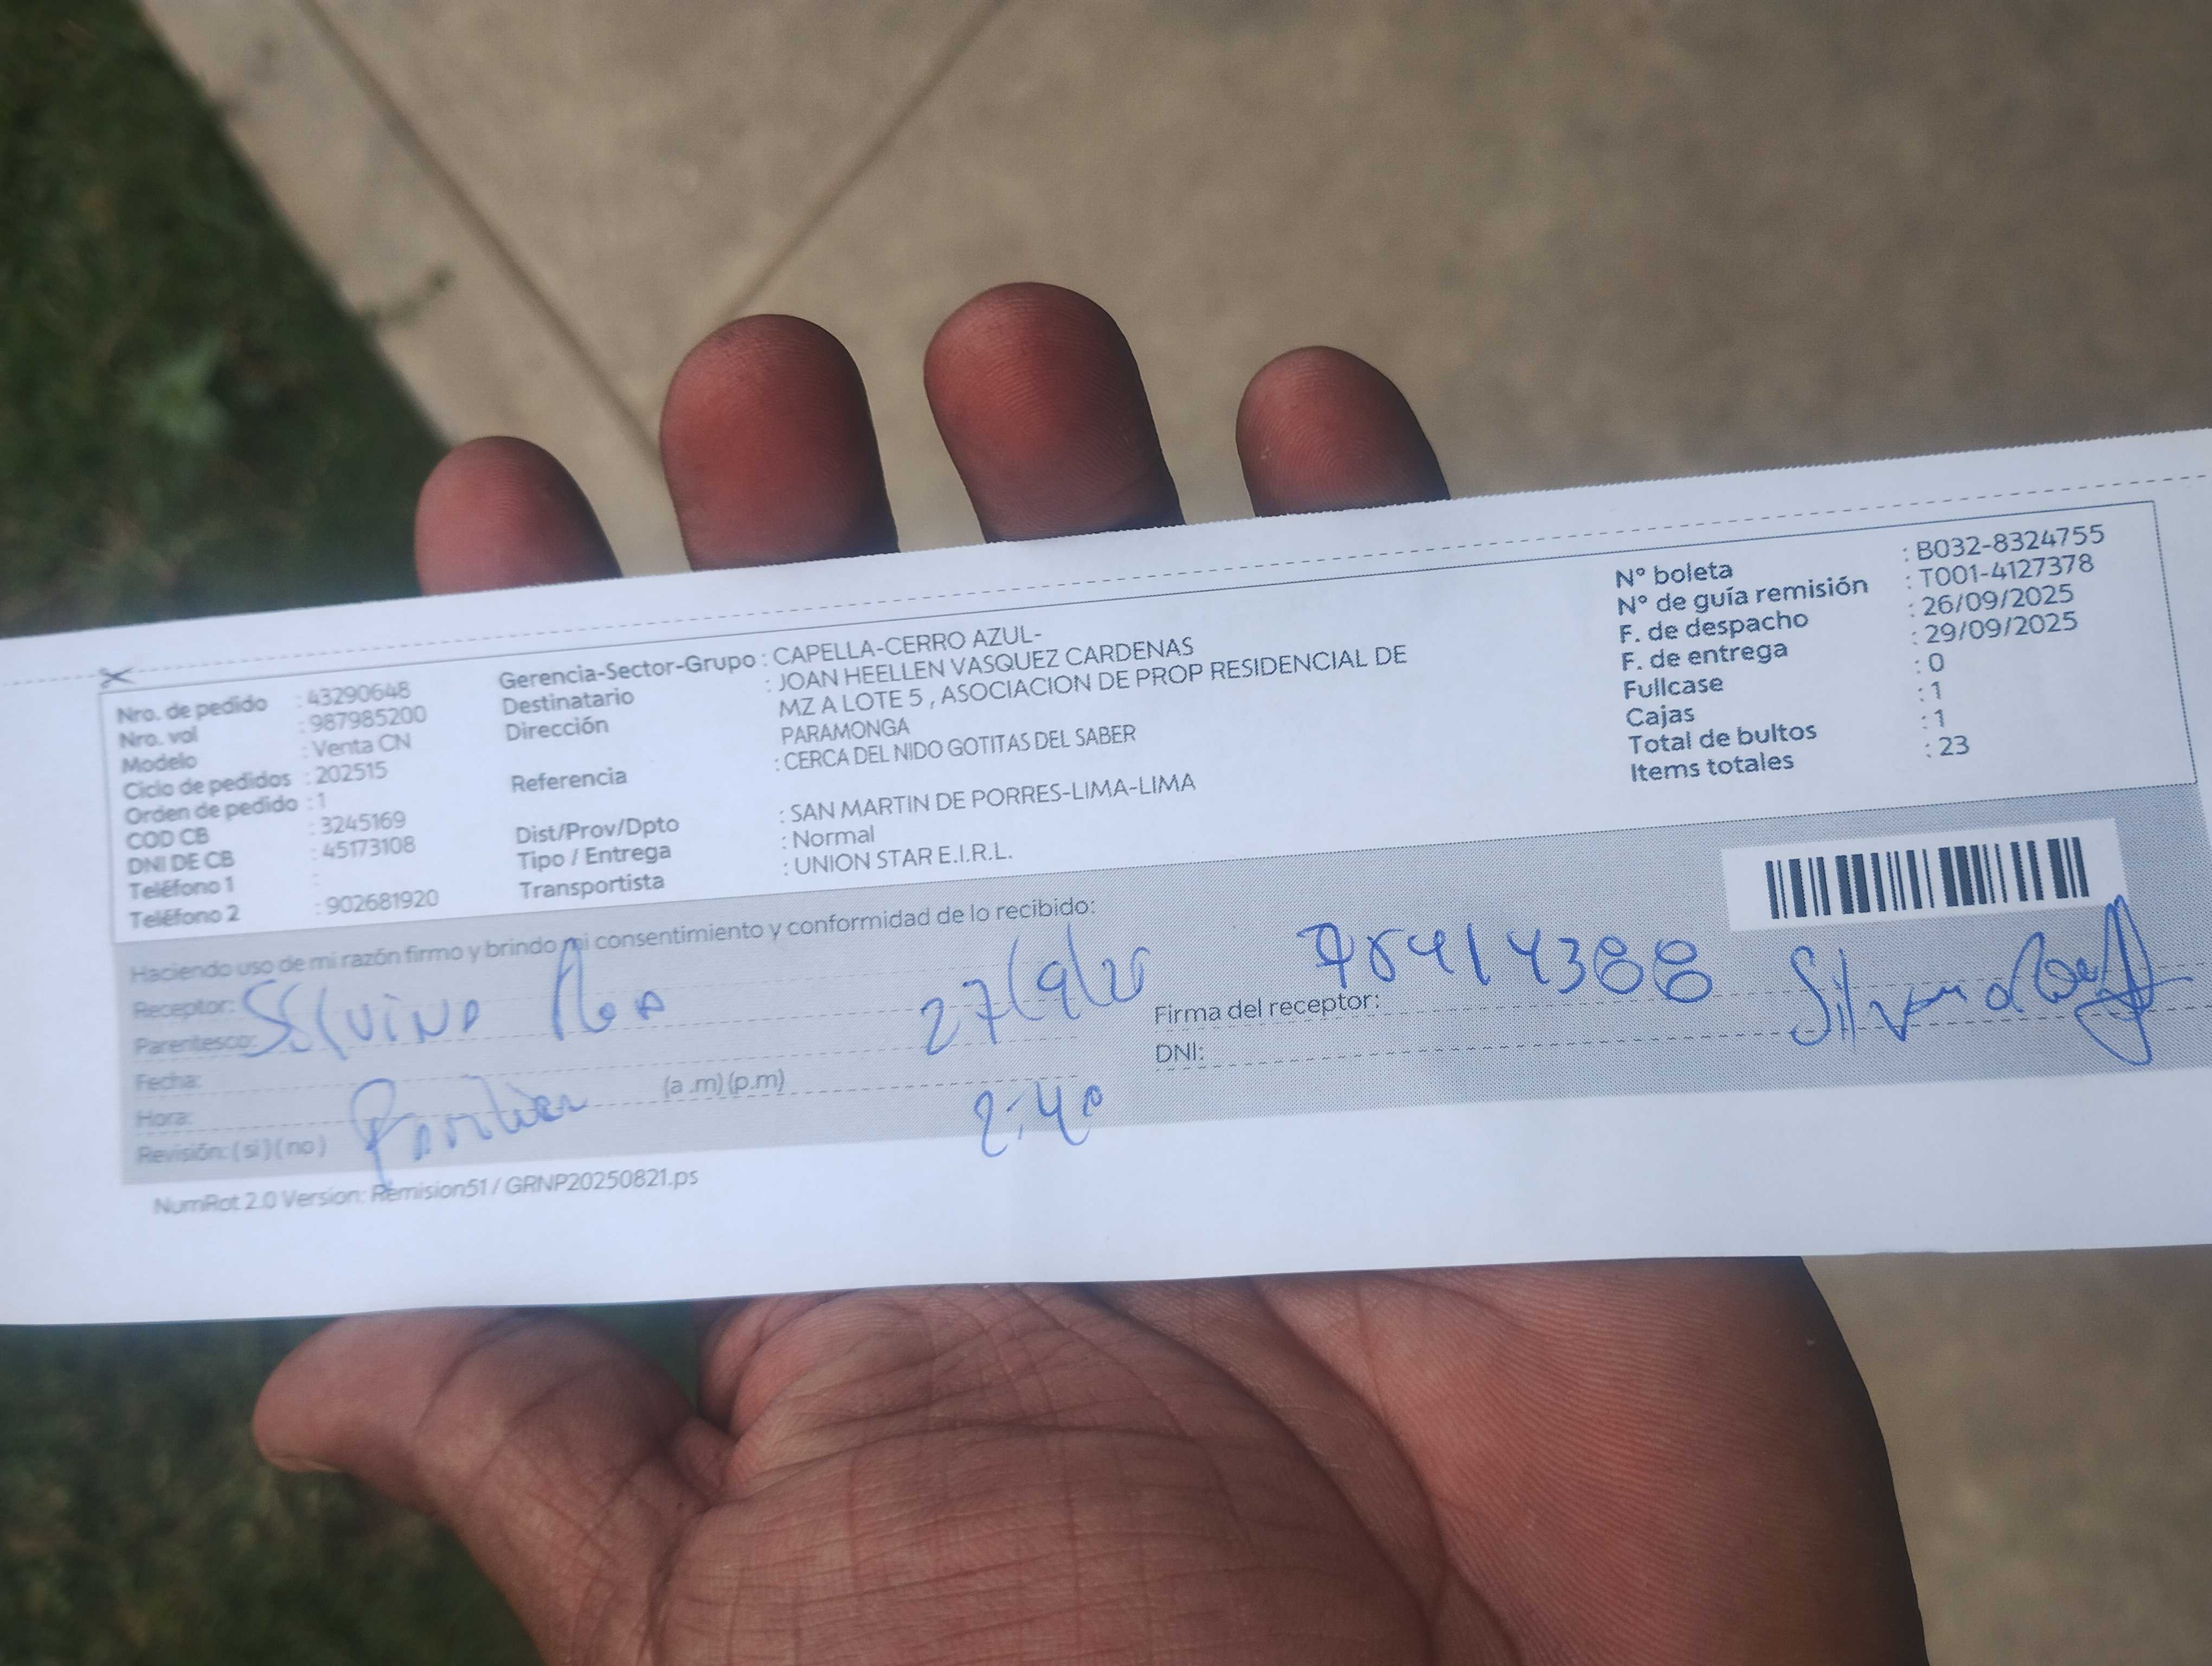 Nro. de pedido : 43290648
Nro. val : 987985200
Modelo : Venta CN
Ciclo de pedidos : 202515
Orden de pedido : 1
COD CB : 3245169
DNI DE CB : 45173108
Teléfono 1 :
Teléfono 2 : 902681920
Gerencia-Sector-Grupo : CAPELLA-CERRO AZUL-
Destinatario : JOAN HEELLEN VASQUEZ CARDENAS
Dirección MZ A LOTE 5 , ASOCIACION DE PROP RESIDENCIAL DE
PARAMONGA
Referencia : CERCA DEL NIDO GOTITAS DEL SABER
Dist/Prov/Dpto : SAN MARTIN DE PORRES-LIMA-LIMA
Tipo / Entrega : Normal
Transportista : UNION STAR E.I.R.L.
N° boleta : B032-8324755
N° de guía remisión : T001-4127378
F. de despacho : 26/09/2025
F. de entrega : 29/09/2025
Fullcase : 0
Cajas : 1
Total de bultos : 1
Items totales : 23
Haciendo uso de mi razón firmo y brindo mi consentimiento y conformidad de lo recibido:
Receptor: Silvina
Parentesco:
27/9/25
Fecha:
Hora: (a .m) (p.m)
2:40
Revisión: ( si ) ( no )
Firma del receptor:
DNI:
NumRot 2.0 Version: Remision51 / GRNP20250821.ps